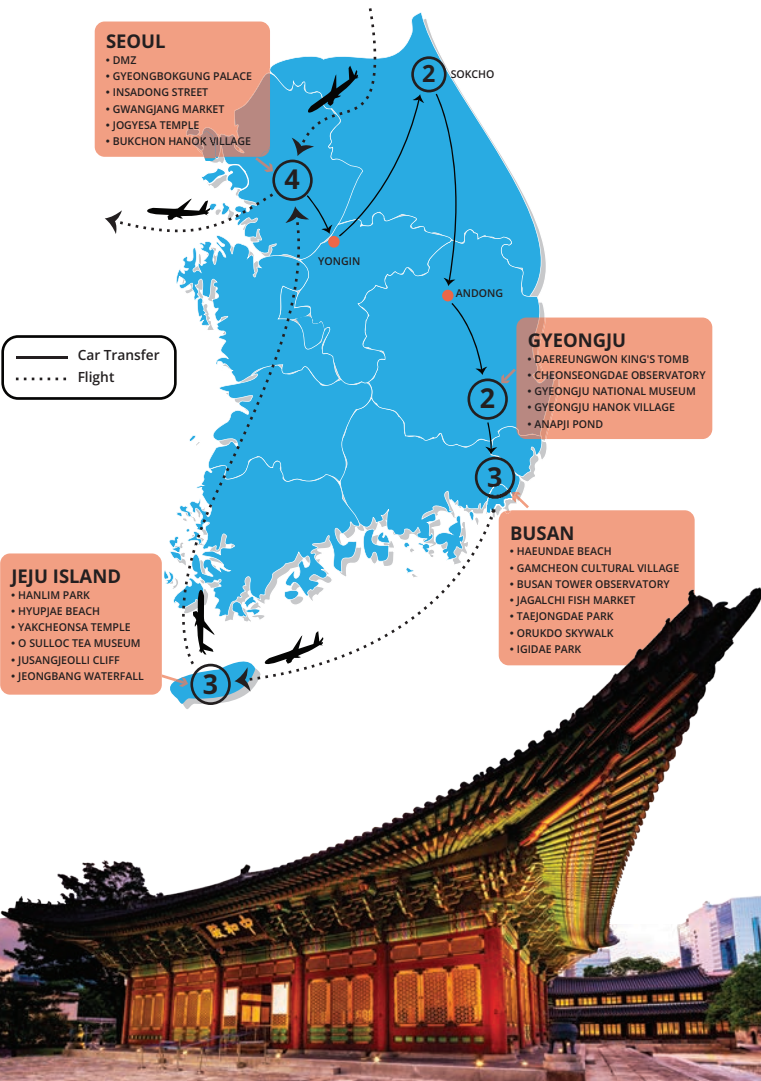 SEOUL
• DMZ
• GYEONGBOKGUNG PALACE
• INSADONG STREET
• GWANGJANG MARKET
• JOGYESA TEMPLE
• BUKCHON HANOK VILLAGE
2
SOKCHO
4
YONGIN
ANDONG
Car Transfer
Flight
GYEONGJU
• DAEREUNGWON KING'S TOMB
• CHEONSEONGDAE OBSERVATORY
• GYEONGJU NATIONAL MUSEUM
• GYEONGJU HANOK VILLAGE
• ANAPJI POND
2
3
BUSAN
• HAEUNDAE BEACH
• GAMCHEON CULTURAL VILLAGE
• BUSAN TOWER OBSERVATORY
• JAGALCHI FISH MARKET
• TAEJONGDAE PARK
• ORUKDO SKYWALK
• IGIDAE PARK
JEJU ISLAND
• HANLIM PARK
• HYUPJAE BEACH
• YAKCHEONSA TEMPLE
• O SULLOC TEA MUSEUM
• JUSANGJEOLLI CLIFF
• JEONGBANG WATERFALL
3
殿和中